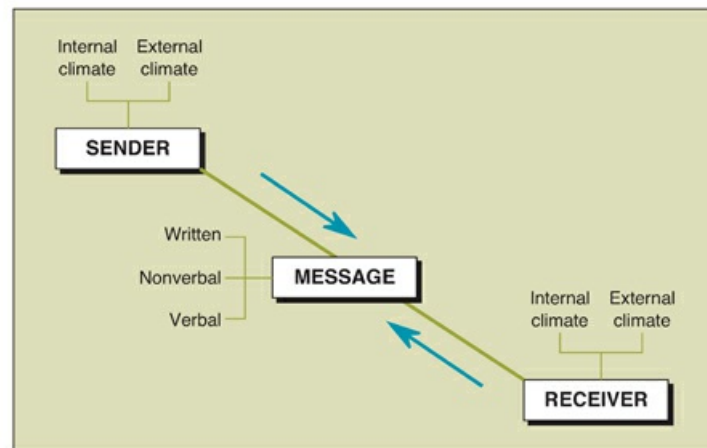 Internal climate
External climate
SENDER
Written
Nonverbal
Verbal
MESSAGE
Internal climate
External climate
RECEIVER